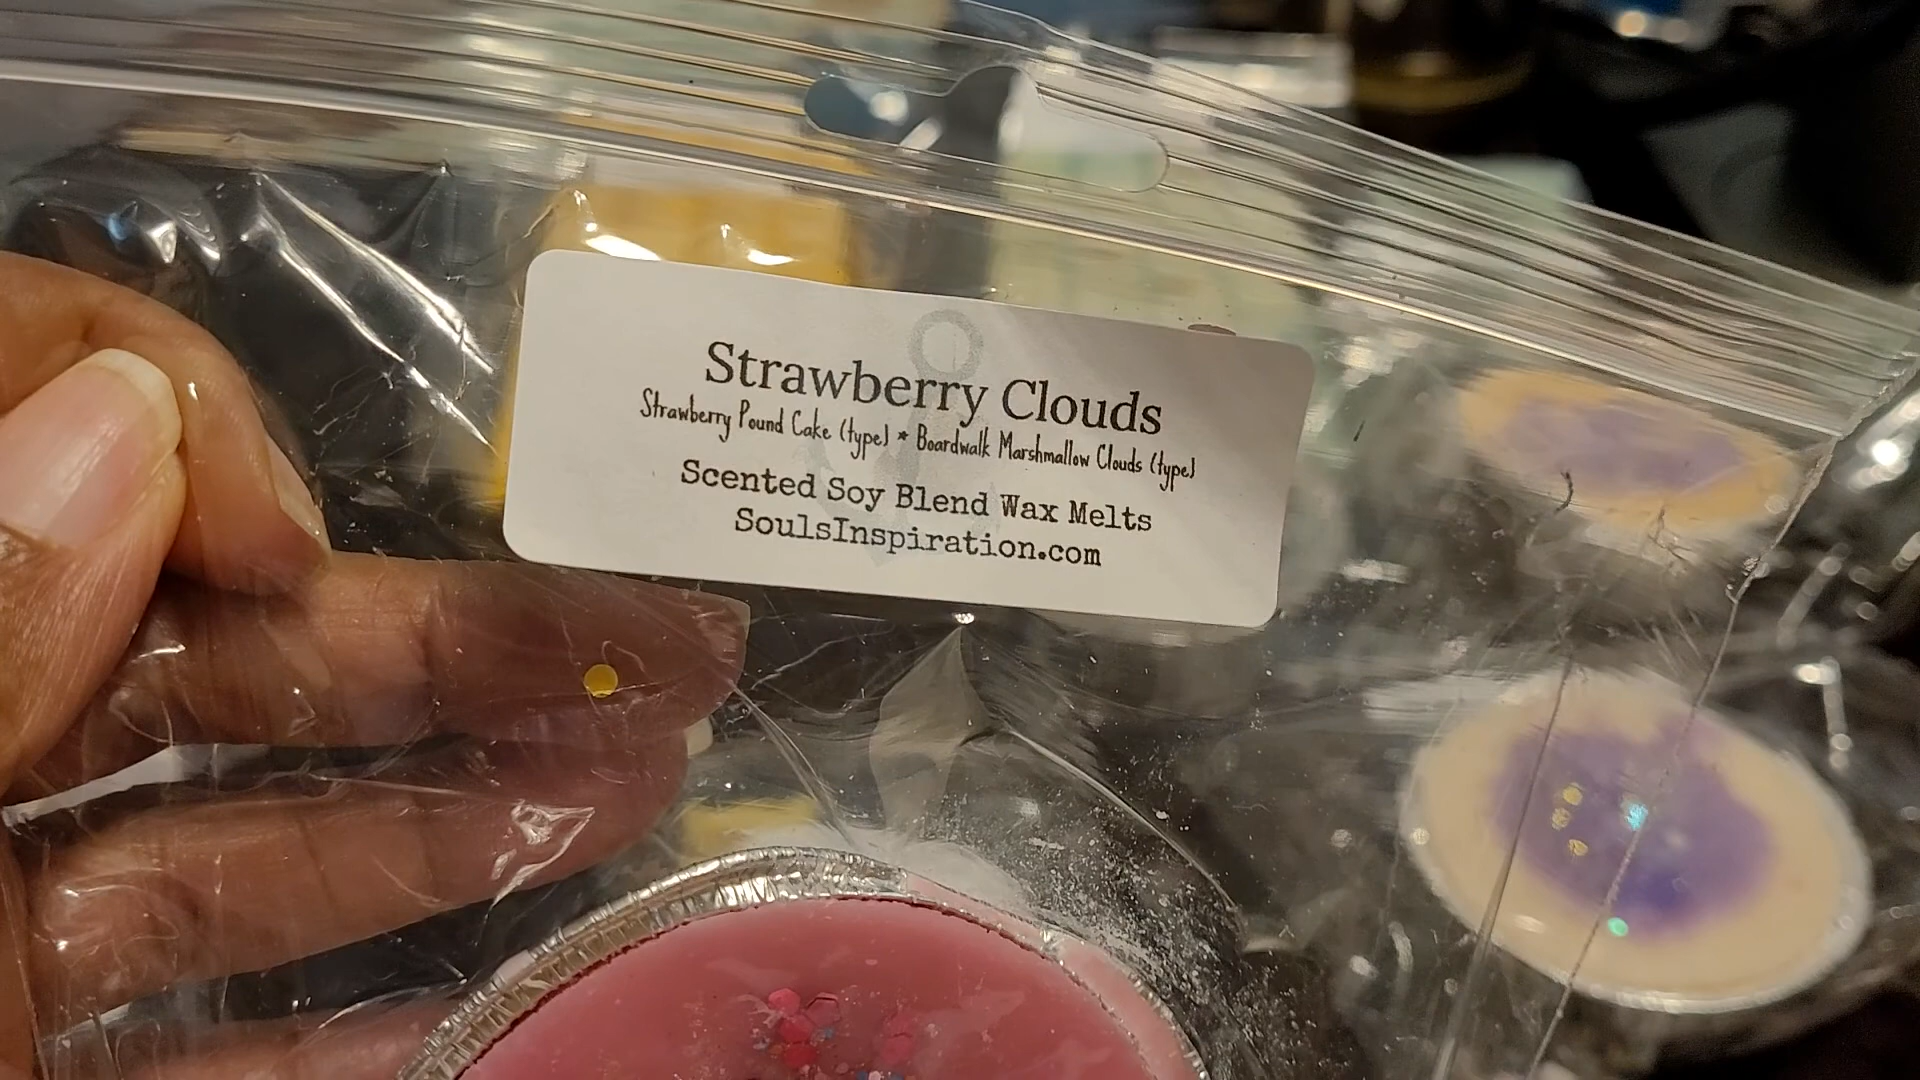 Strawberry Clouds
Strawberry Pound Cake (type) * Boardwalk Marshmallow Clouds (type)
Scented Soy Blend Wax Melts
SoulsInspiration.com